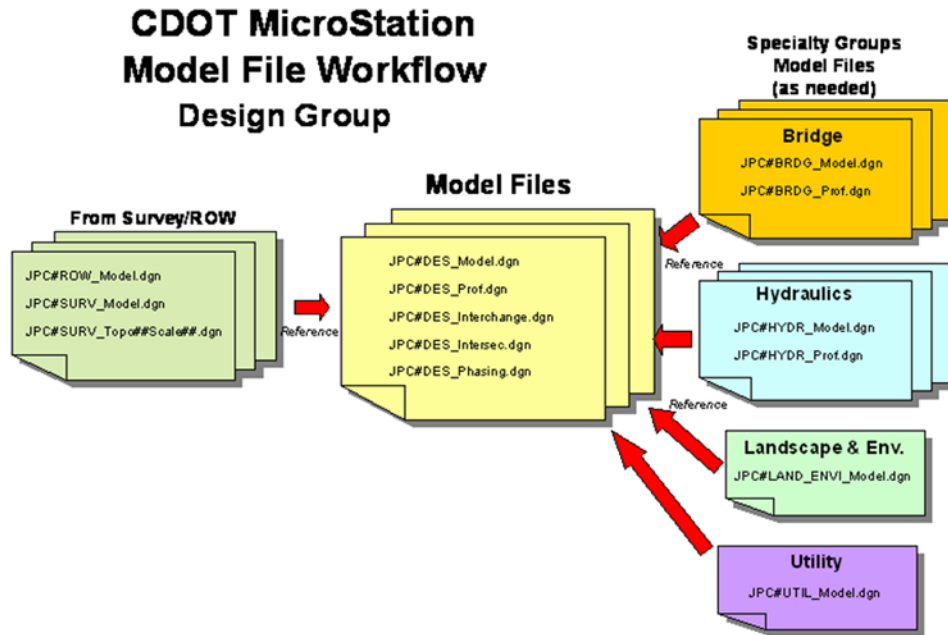 CDOT MicroStation
Model File Workflow
Design Group
Specialty Groups
Model Files
(as needed)
Bridge
JPC#BRDG_Model.dgn
JPC#BRDG_Prof.dgn
Model Files
JPC#DES_Model.dgn
JPC#DES_Prof.dgn
JPC#DES_Interchange.dgn
JPC#DES_Intersec.dgn
JPC#DES_Phasing.dgn
From Survey/ROW
JPC#ROW_Model.dgn
JPC#SURV_Model.dgn
JPC#SURV_Topo##Scale##.dgn
Reference
Reference
Hydraulics
JPC#HYDR_Model.dgn
JPC#HYDR_Prof.dgn
Reference
Landscape & Env.
JPC#LAND_ENVI_Model.dgn
Utility
JPC#UTIL_Model.dgn